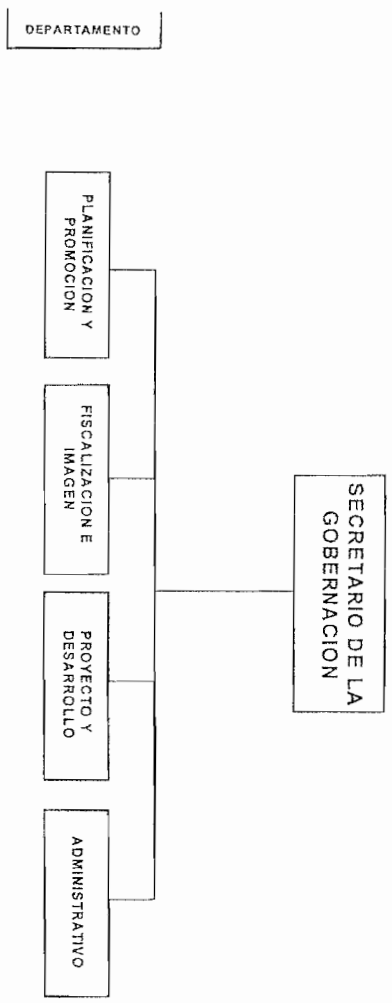 DEPARTAMENTO
SECRETARIO DE LA
GOBERNACION
PLANIFICACION Y
PROMOCION
FISCALIZACION E
IMAGEN
PROYECTO Y
DESARROLLO
ADMINISTRATIVO